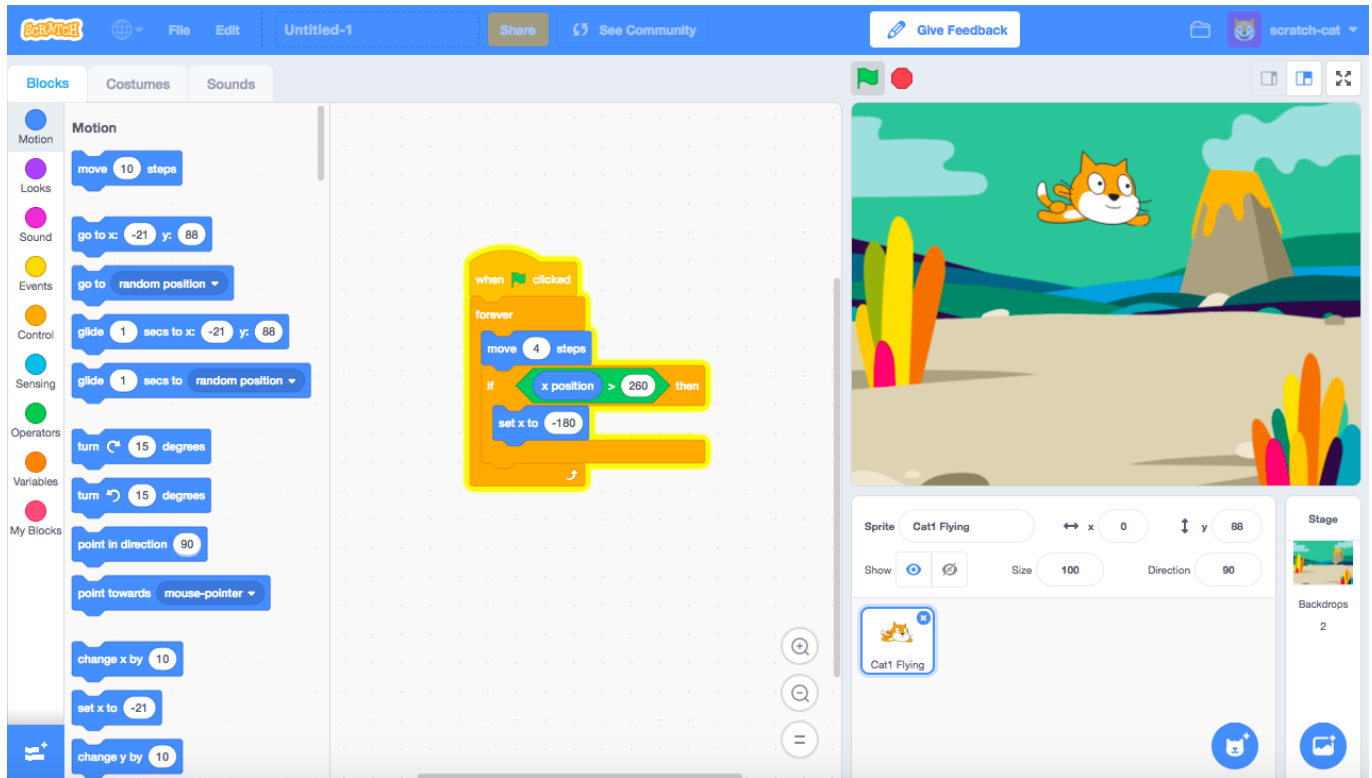 SCRATCH File Edit Untitled-1 Share See Community Give Feedback scratch-cat
Blocks Costumes Sounds
Motion
Looks
Sound
Events
Control
Sensing
Operators
Variables
My Blocks
Motion
move 10 steps
go to x: -21 y: 88
go to random position
glide 1 secs to x: -21 y: 88
glide 1 secs to random position
turn 15 degrees
turn 15 degrees
point in direction 90
point towards mouse-pointer
change x by 10
set x to -21
change y by 10
when clicked
forever
move 4 steps
if x position > 260 then
set x to -180
Sprite Cat1 Flying x 0 y 88
Show Size 100 Direction 90
Cat1 Flying
Stage
Backdrops
2